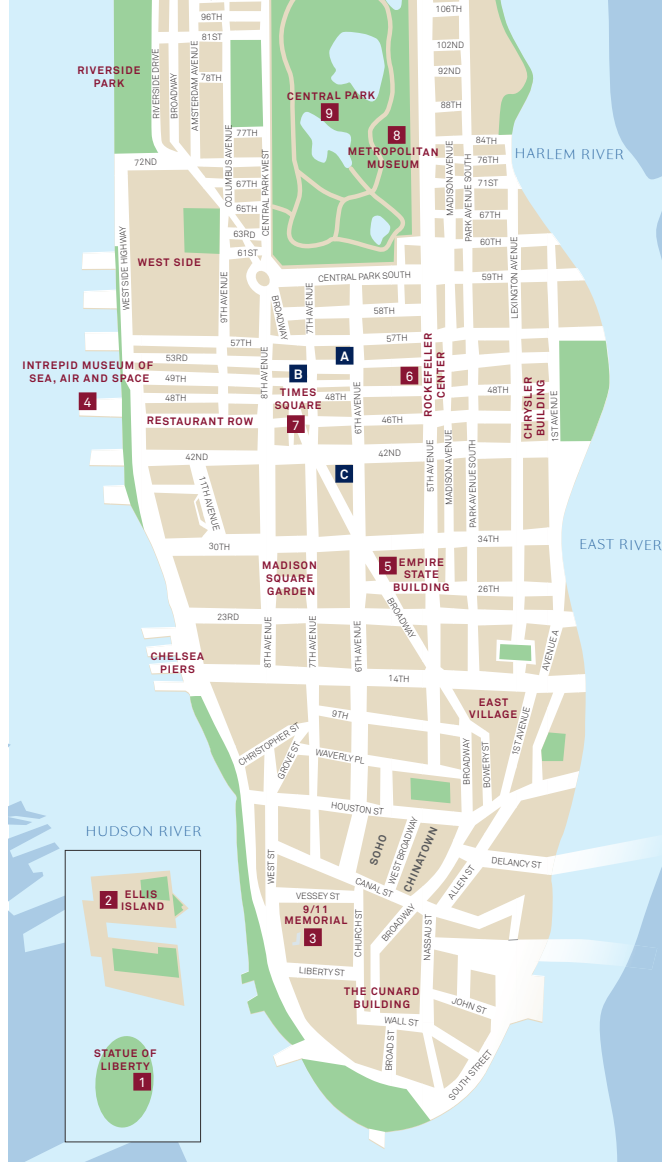 96TH
81ST
78TH
77TH
RIVERSIDE
PARK
RIVERSIDE DRIVE
BROADWAY
AMSTERDAM AVENUE
COLUMBUS AVENUE
CENTRAL PARK WEST
72ND
67TH
65TH
63RD
61ST
CENTRAL PARK
9
8
METROPOLITAN
MUSEUM
106TH
102ND
92ND
88TH
84TH
76TH
71ST
67TH
60TH
59TH
MADISON AVENUE
PARK AVENUE SOUTH
LEXINGTON AVENUE
HARLEM RIVER
WEST SIDE HIGHWAY
WEST SIDE
9TH AVENUE
BROADWAY
7TH AVENUE
CENTRAL PARK SOUTH
58TH
57TH
57TH
53RD
49TH
48TH
INTREPID MUSEUM OF
SEA, AIR AND SPACE
4
RESTAURANT ROW
8TH AVENUE
A
B
TIMES
SQUARE
7
48TH
6TH AVENUE
6
ROCKEFELLER
CENTER
46TH
48TH
CHRYSLER
BUILDING
1ST AVENUE
42ND
42ND
C
11TH AVENUE
5TH AVENUE
MADISON AVENUE
PARK AVENUE SOUTH
30TH
34TH
EAST RIVER
MADISON
SQUARE
GARDEN
5
EMPIRE
STATE
BUILDING
26TH
BROADWAY
23RD
8TH AVENUE
7TH AVENUE
6TH AVENUE
AVENUE A
CHELSEA
PIERS
14TH
EAST
VILLAGE
9TH
CHRISTOPHER ST
GROVE ST
WAVERLY PL
BROADWAY
BOWERY ST
1ST AVENUE
HOUSTON ST
HUDSON RIVER
SOHO
WEST BROADWAY
CHINATOWN
DELANCY ST
WEST ST
CANAL ST
ALLEN ST
2
ELLIS
ISLAND
VESSEY ST
9/11
MEMORIAL
3
CHURCH ST
BROADWAY
NASSAU ST
LIBERTY ST
THE CUNARD
BUILDING
JOHN ST
WALL ST
BROAD ST
SOUTH STREET
STATUE OF
LIBERTY
1